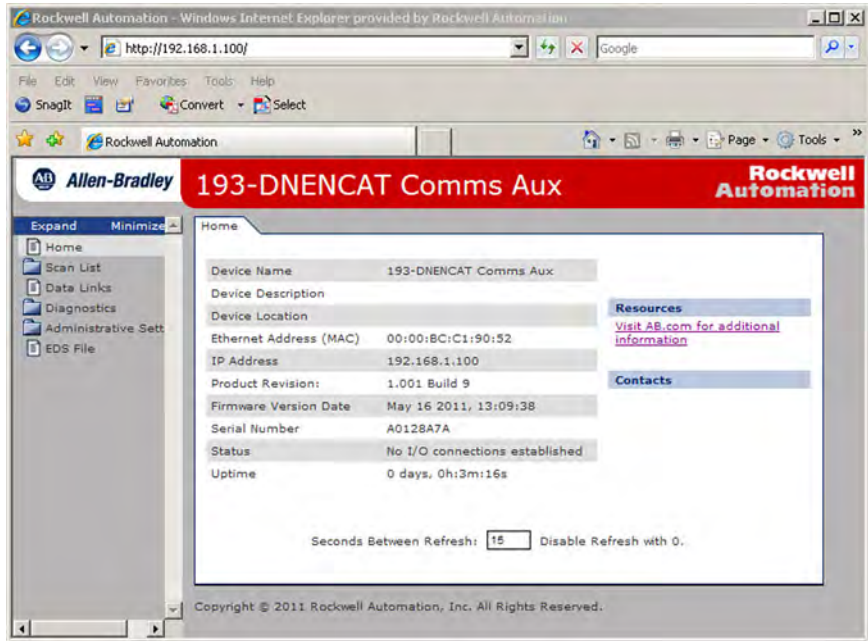 Rockwell Automation - Windows Internet Explorer provided by Rockwell Automation
http://192.168.1.100/
Google
File Edit View Favorites Tools Help
SnagIt Convert Select
Rockwell Automation
Page Tools »
AB Allen-Bradley
193-DNENCAT Comms Aux
Rockwell
Automation
Expand Minimize
Home
Scan List
Data Links
Diagnostics
Administrative Sett
EDS File
Home
Device Name 193-DNENCAT Comms Aux
Device Description
Device Location
Ethernet Address (MAC) 00:00:BC:C1:90:52
IP Address 192.168.1.100
Product Revision: 1.001 Build 9
Firmware Version Date May 16 2011, 13:09:38
Serial Number A0128A7A
Status No I/O connections established
Uptime 0 days, 0h:3m:16s
Resources
Visit AB.com for additional
information
Contacts
Seconds Between Refresh: 15 Disable Refresh with 0.
Copyright © 2011 Rockwell Automation, Inc. All Rights Reserved.